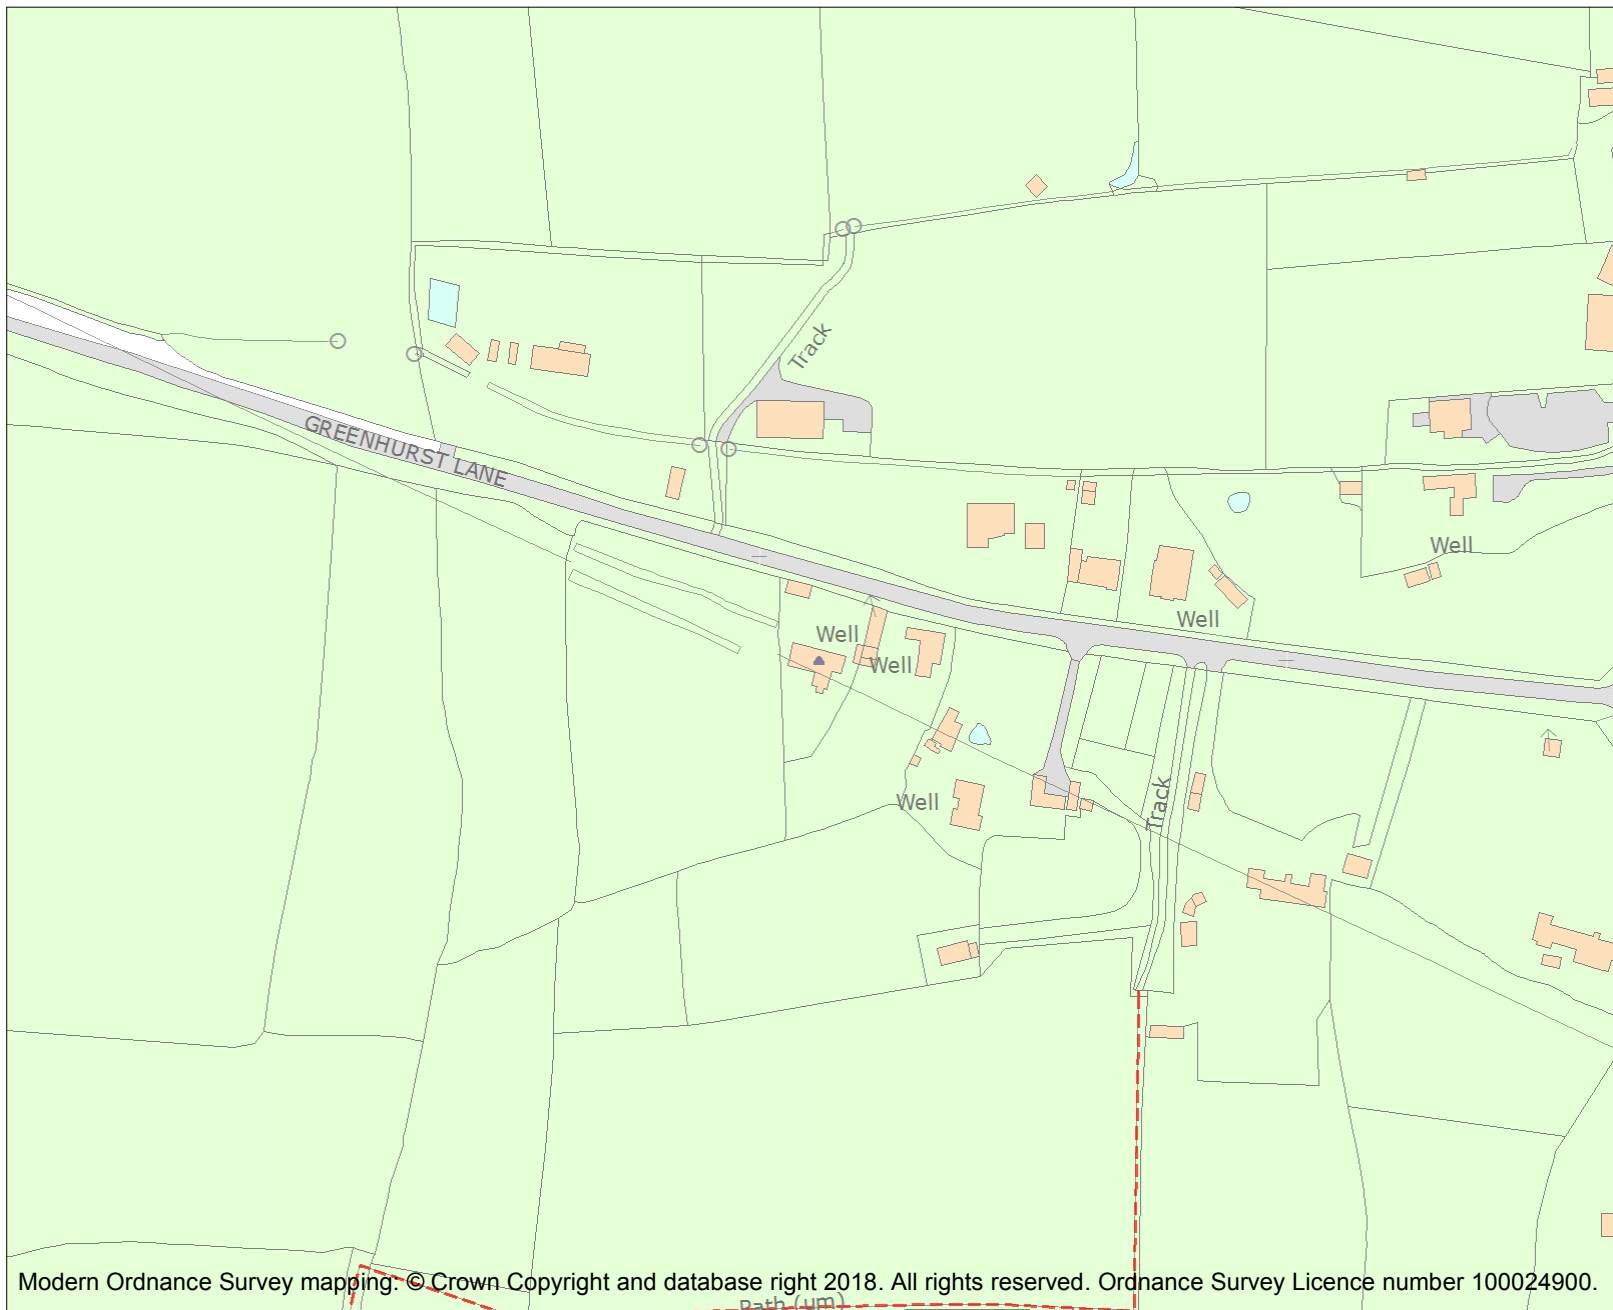 Track
GREENHURST LANE
Well
Well
Well
Well
Well
Track
Modern Ordnance Survey mapping: © Crown Copyright and database right 2018. All rights reserved. Ordnance Survey Licence number 100024900.
Path (um)